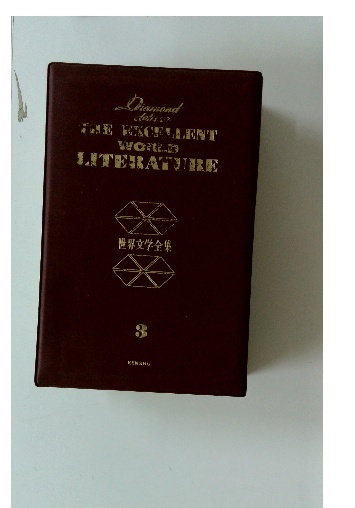 Diamond
THE EXCELLENT
WORLD
LITERATURE
世界文学全集
3